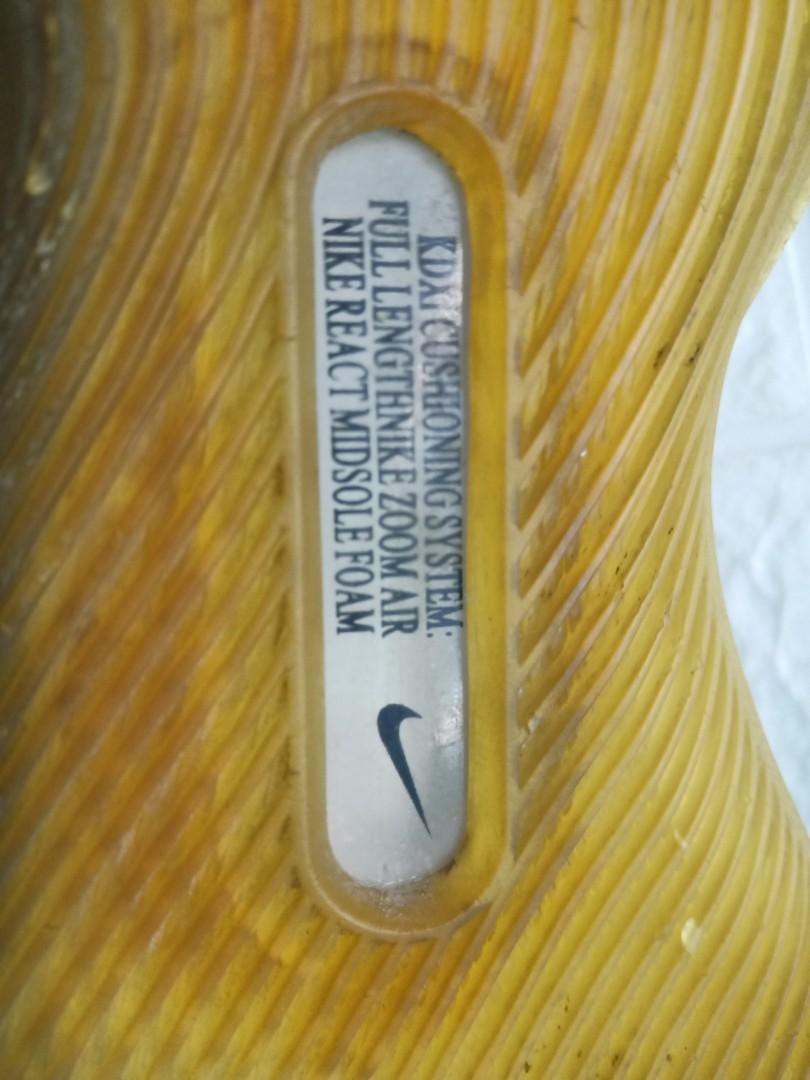 KDXI CUSHIONING SYSTEM:
FULL LENGTH NIKE ZOOM AIR
NIKE REACT MIDSOLE FOAM